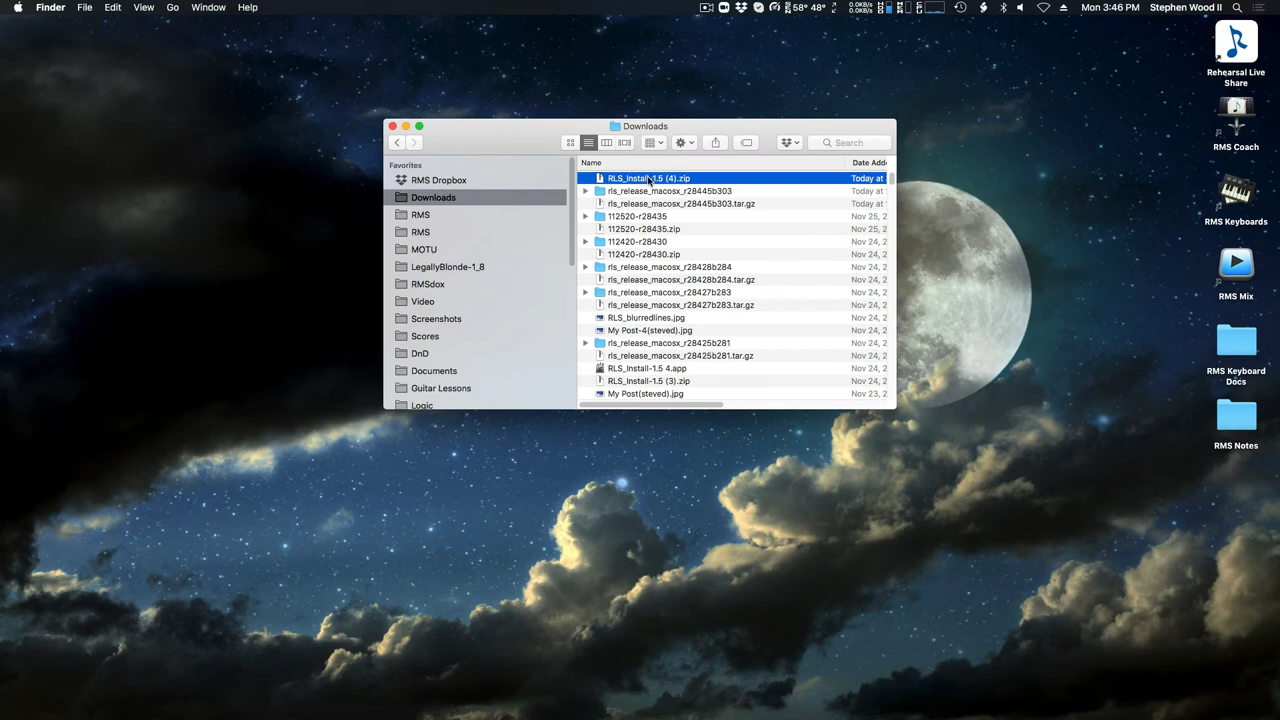 Finder File Edit View Go Window Help
58° 48° 0.0KB/s 0.0KB/s Mon 3:46 PM Stephen Wood II
Downloads
Search
Favorites
RMS Dropbox
Downloads
RMS
RMS
MOTU
LegallyBlonde-1_8
RMSdox
Video
Screenshots
Scores
DnD
Documents
Guitar Lessons
Logic
Name Date Adde
RLS_Install-1.5 (4).zip Today at
rls_release_macosx_r28445b303 Today at
rls_release_macosx_r28445b303.tar.gz Today at
112520-r28435 Nov 25, 2
112520-r28435.zip Nov 25, 2
112420-r28430 Nov 24, 2
112420-r28430.zip Nov 24, 2
rls_release_macosx_r28428b284 Nov 24, 2
rls_release_macosx_r28428b284.tar.gz Nov 24, 2
rls_release_macosx_r28427b283 Nov 24, 2
rls_release_macosx_r28427b283.tar.gz Nov 24, 2
RLS_blurredlines.jpg Nov 24, 2
My Post-4(steved).jpg Nov 24, 2
rls_release_macosx_r28425b281 Nov 24, 2
rls_release_macosx_r28425b281.tar.gz Nov 24, 2
RLS_Install-1.5 4.app Nov 24, 2
RLS_Install-1.5 (3).zip Nov 24, 2
My Post(steved).jpg Nov 23, 2
Rehearsal Live
Share
RMS Coach
RMS Keyboards
RMS Mix
RMS Keyboard
Docs
RMS Notes